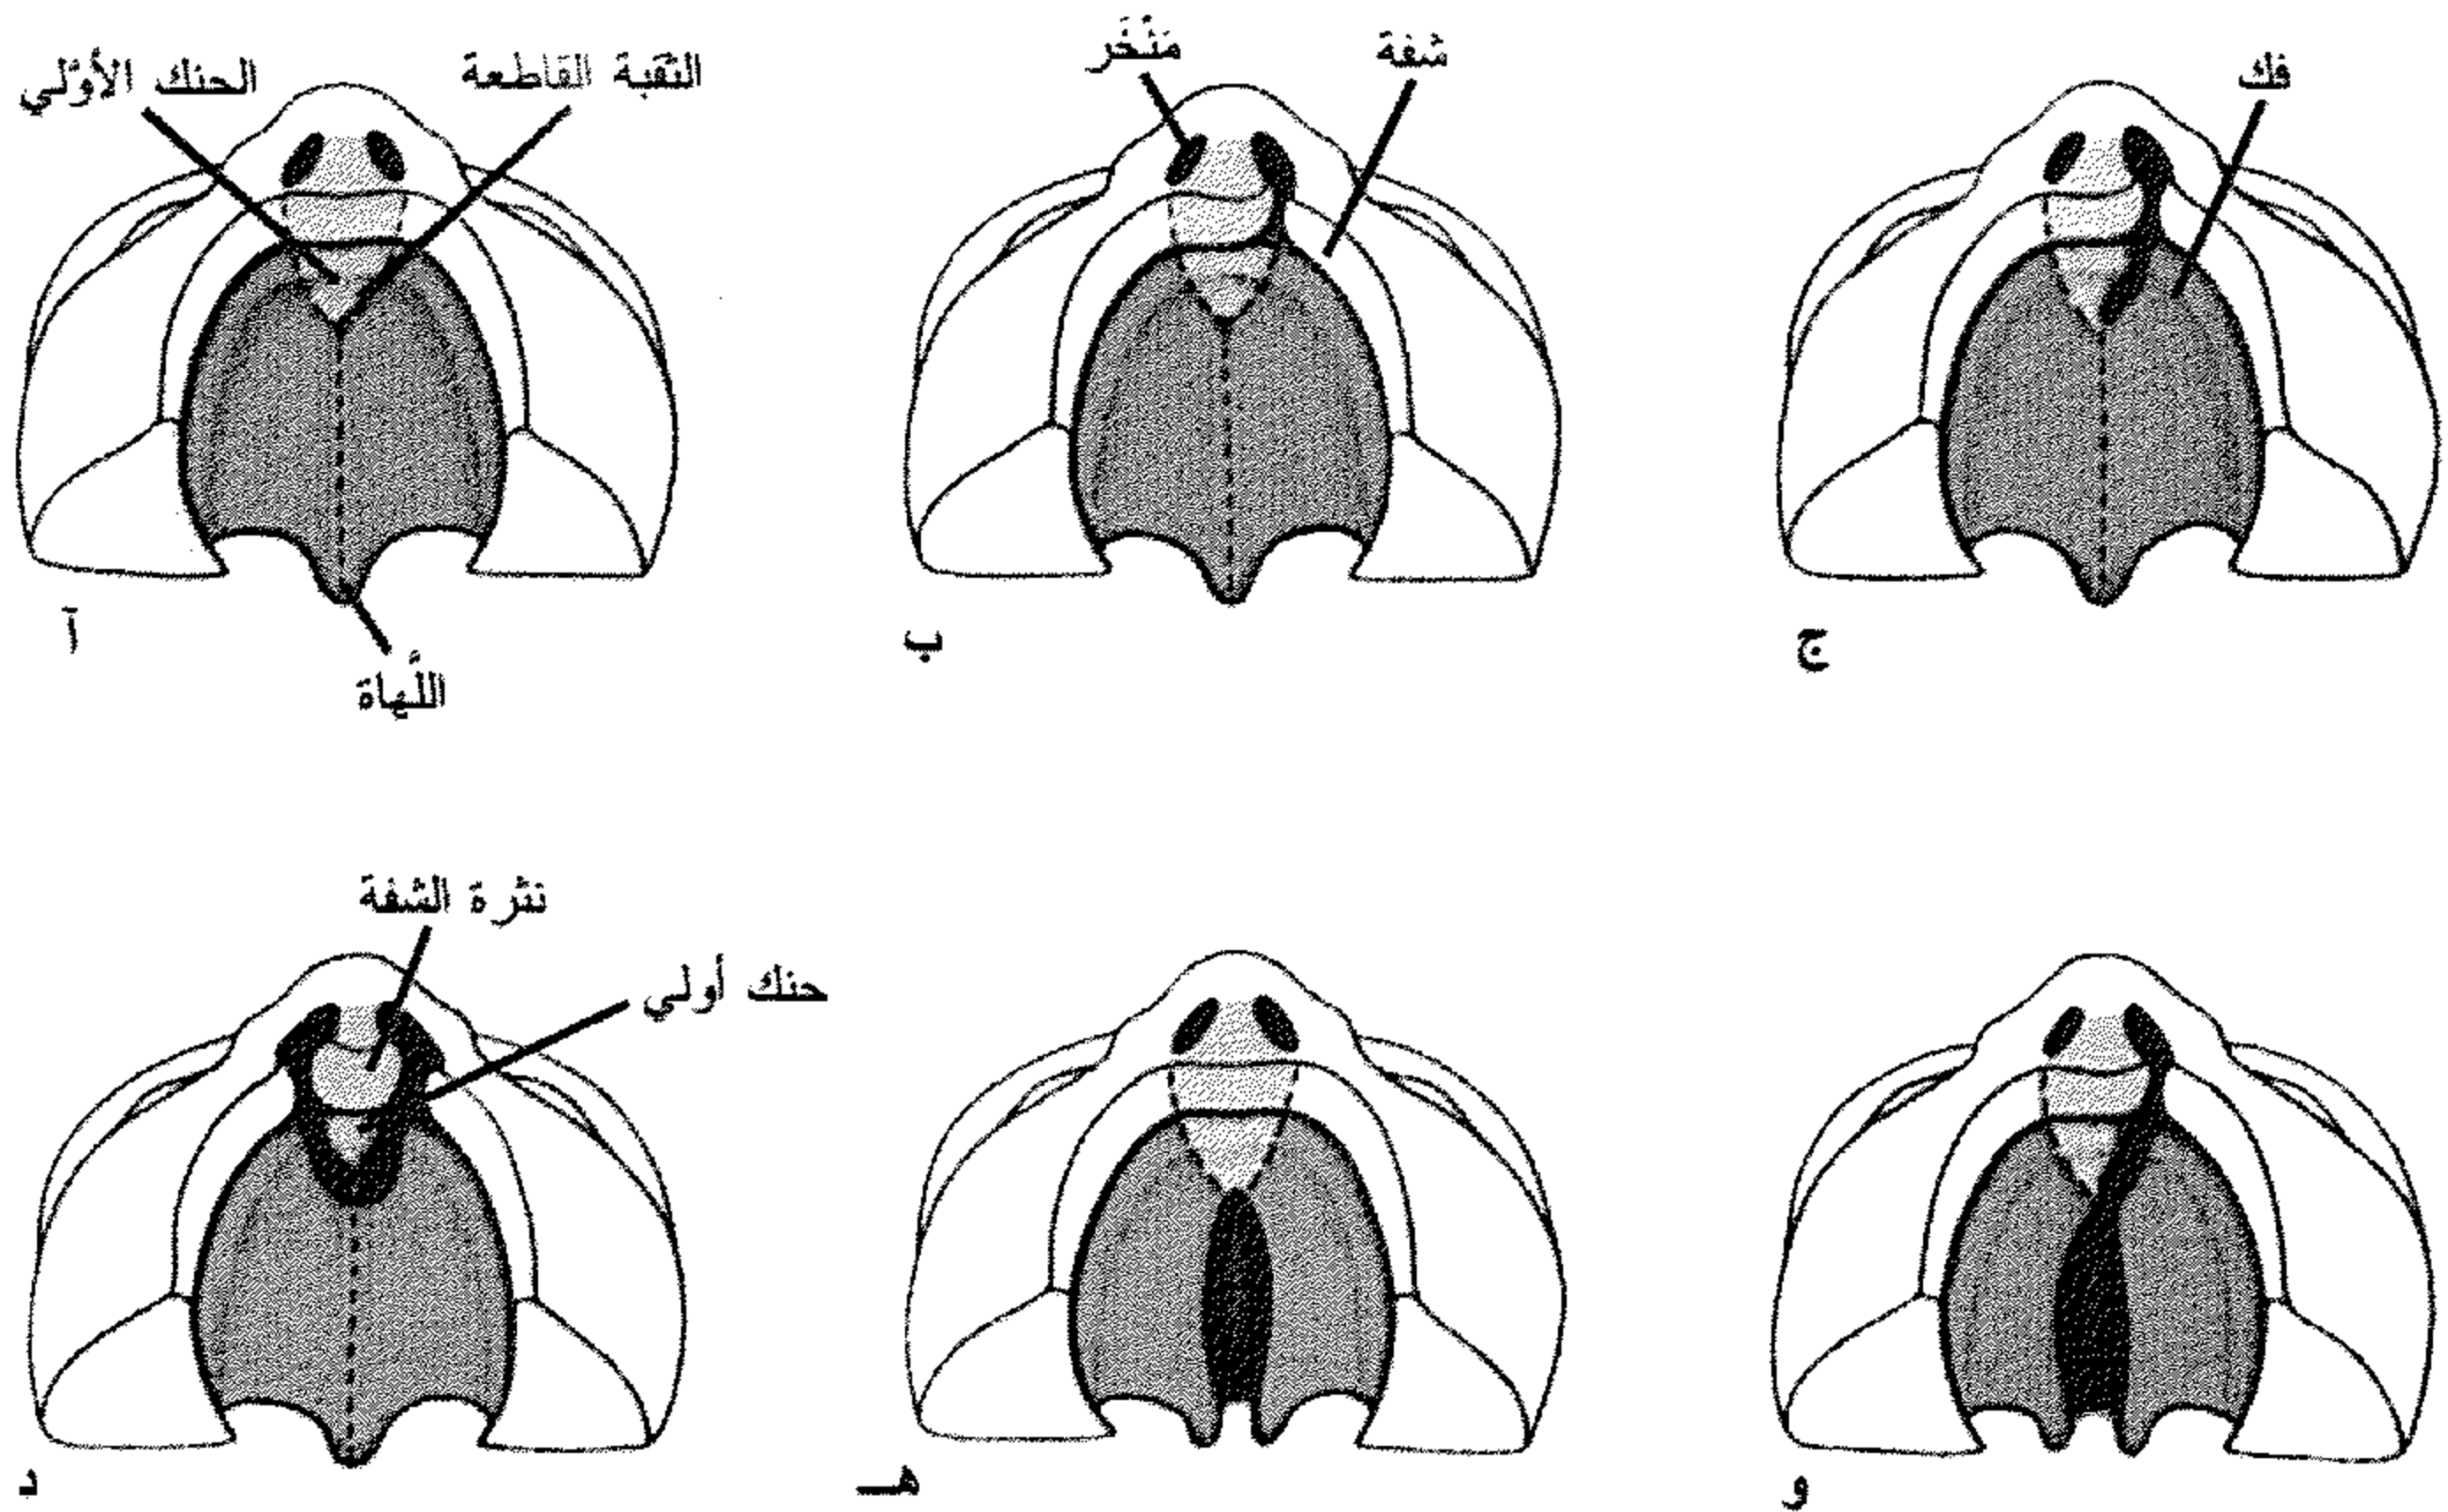 الحنك الأوّلي
الثقبة القاطعة
اللَّهاة
آ
مَنْخَر
شفة
ب
فك
ج
نثرة الشفة
حنك أولي
د
هـ
و